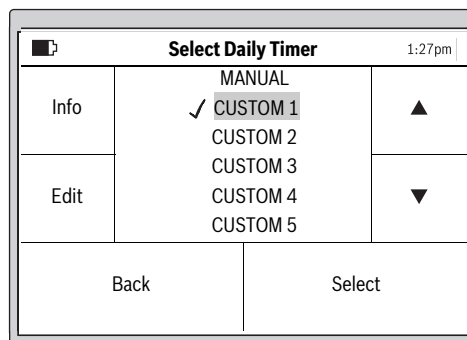 Select Daily Timer 1:27pm
Info
Edit
MANUAL
✓ CUSTOM 1
CUSTOM 2
CUSTOM 3
CUSTOM 4
CUSTOM 5
▲
▼
Back Select